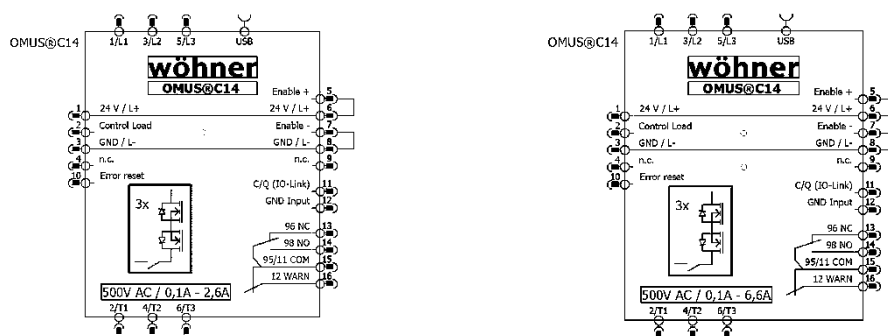 OMUS®C14
1/L1 3/L2 5/L3 USB
wöhner
OMUS®C14
Enable + 5
1 24 V / L+ 24 V / L+ 6
2 Control Load Enable - 7
3 GND / L- GND / L- 8
4 n.c. n.c. 9
10 Error reset
C/Q (IO-Link) 11
GND Input 12
3x
96 NC 13
98 NO 14
95/11 COM 15
12 WARN 16
500V AC / 0,1A - 2,6A
2/T1 4/T2 6/T3
OMUS®C14
1/L1 3/L2 5/L3 USB
wöhner
OMUS®C14
Enable + 5
1 24 V / L+ 24 V / L+ 6
2 Control Load Enable - 7
3 GND / L- GND / L- 8
4 n.c. n.c. 9
10 Error reset
C/Q (IO-Link) 11
GND Input 12
3x
96 NC 13
98 NO 14
95/11 COM 15
12 WARN 16
500V AC / 0,1A - 6,6A
2/T1 4/T2 6/T3